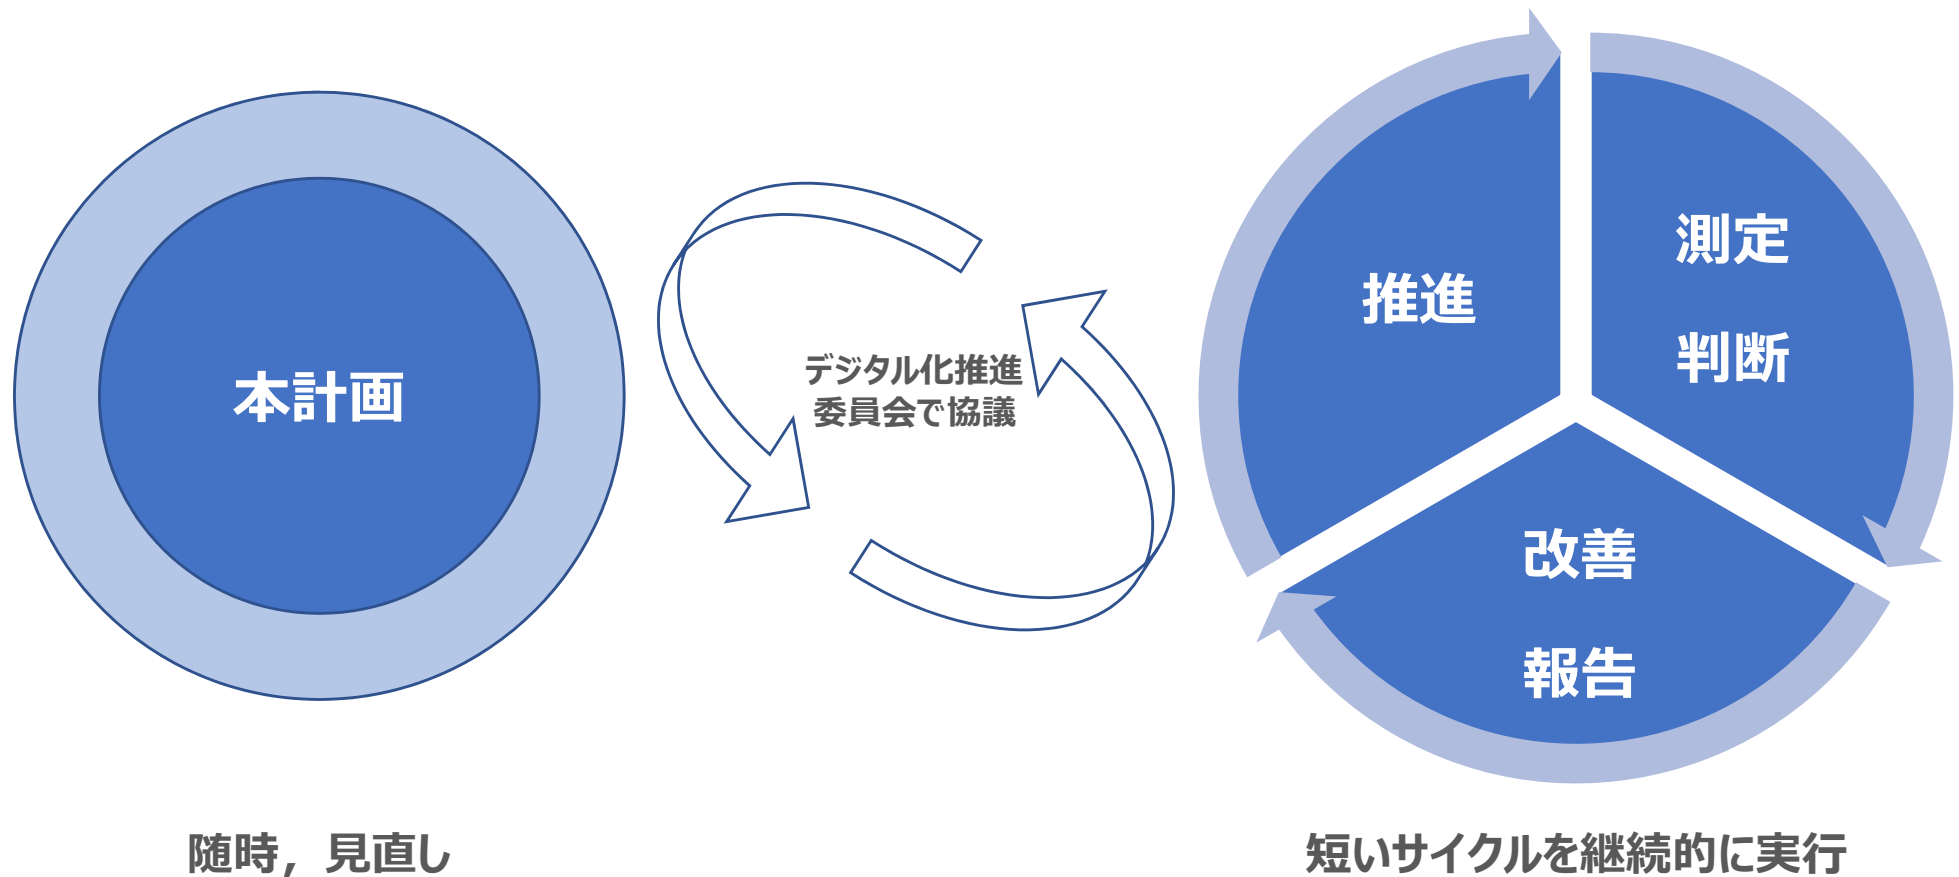 本計画
随時，見直し
デジタル化推進
委員会で協議
推進
測定
判断
改善
報告
短いサイクルを継続的に実行